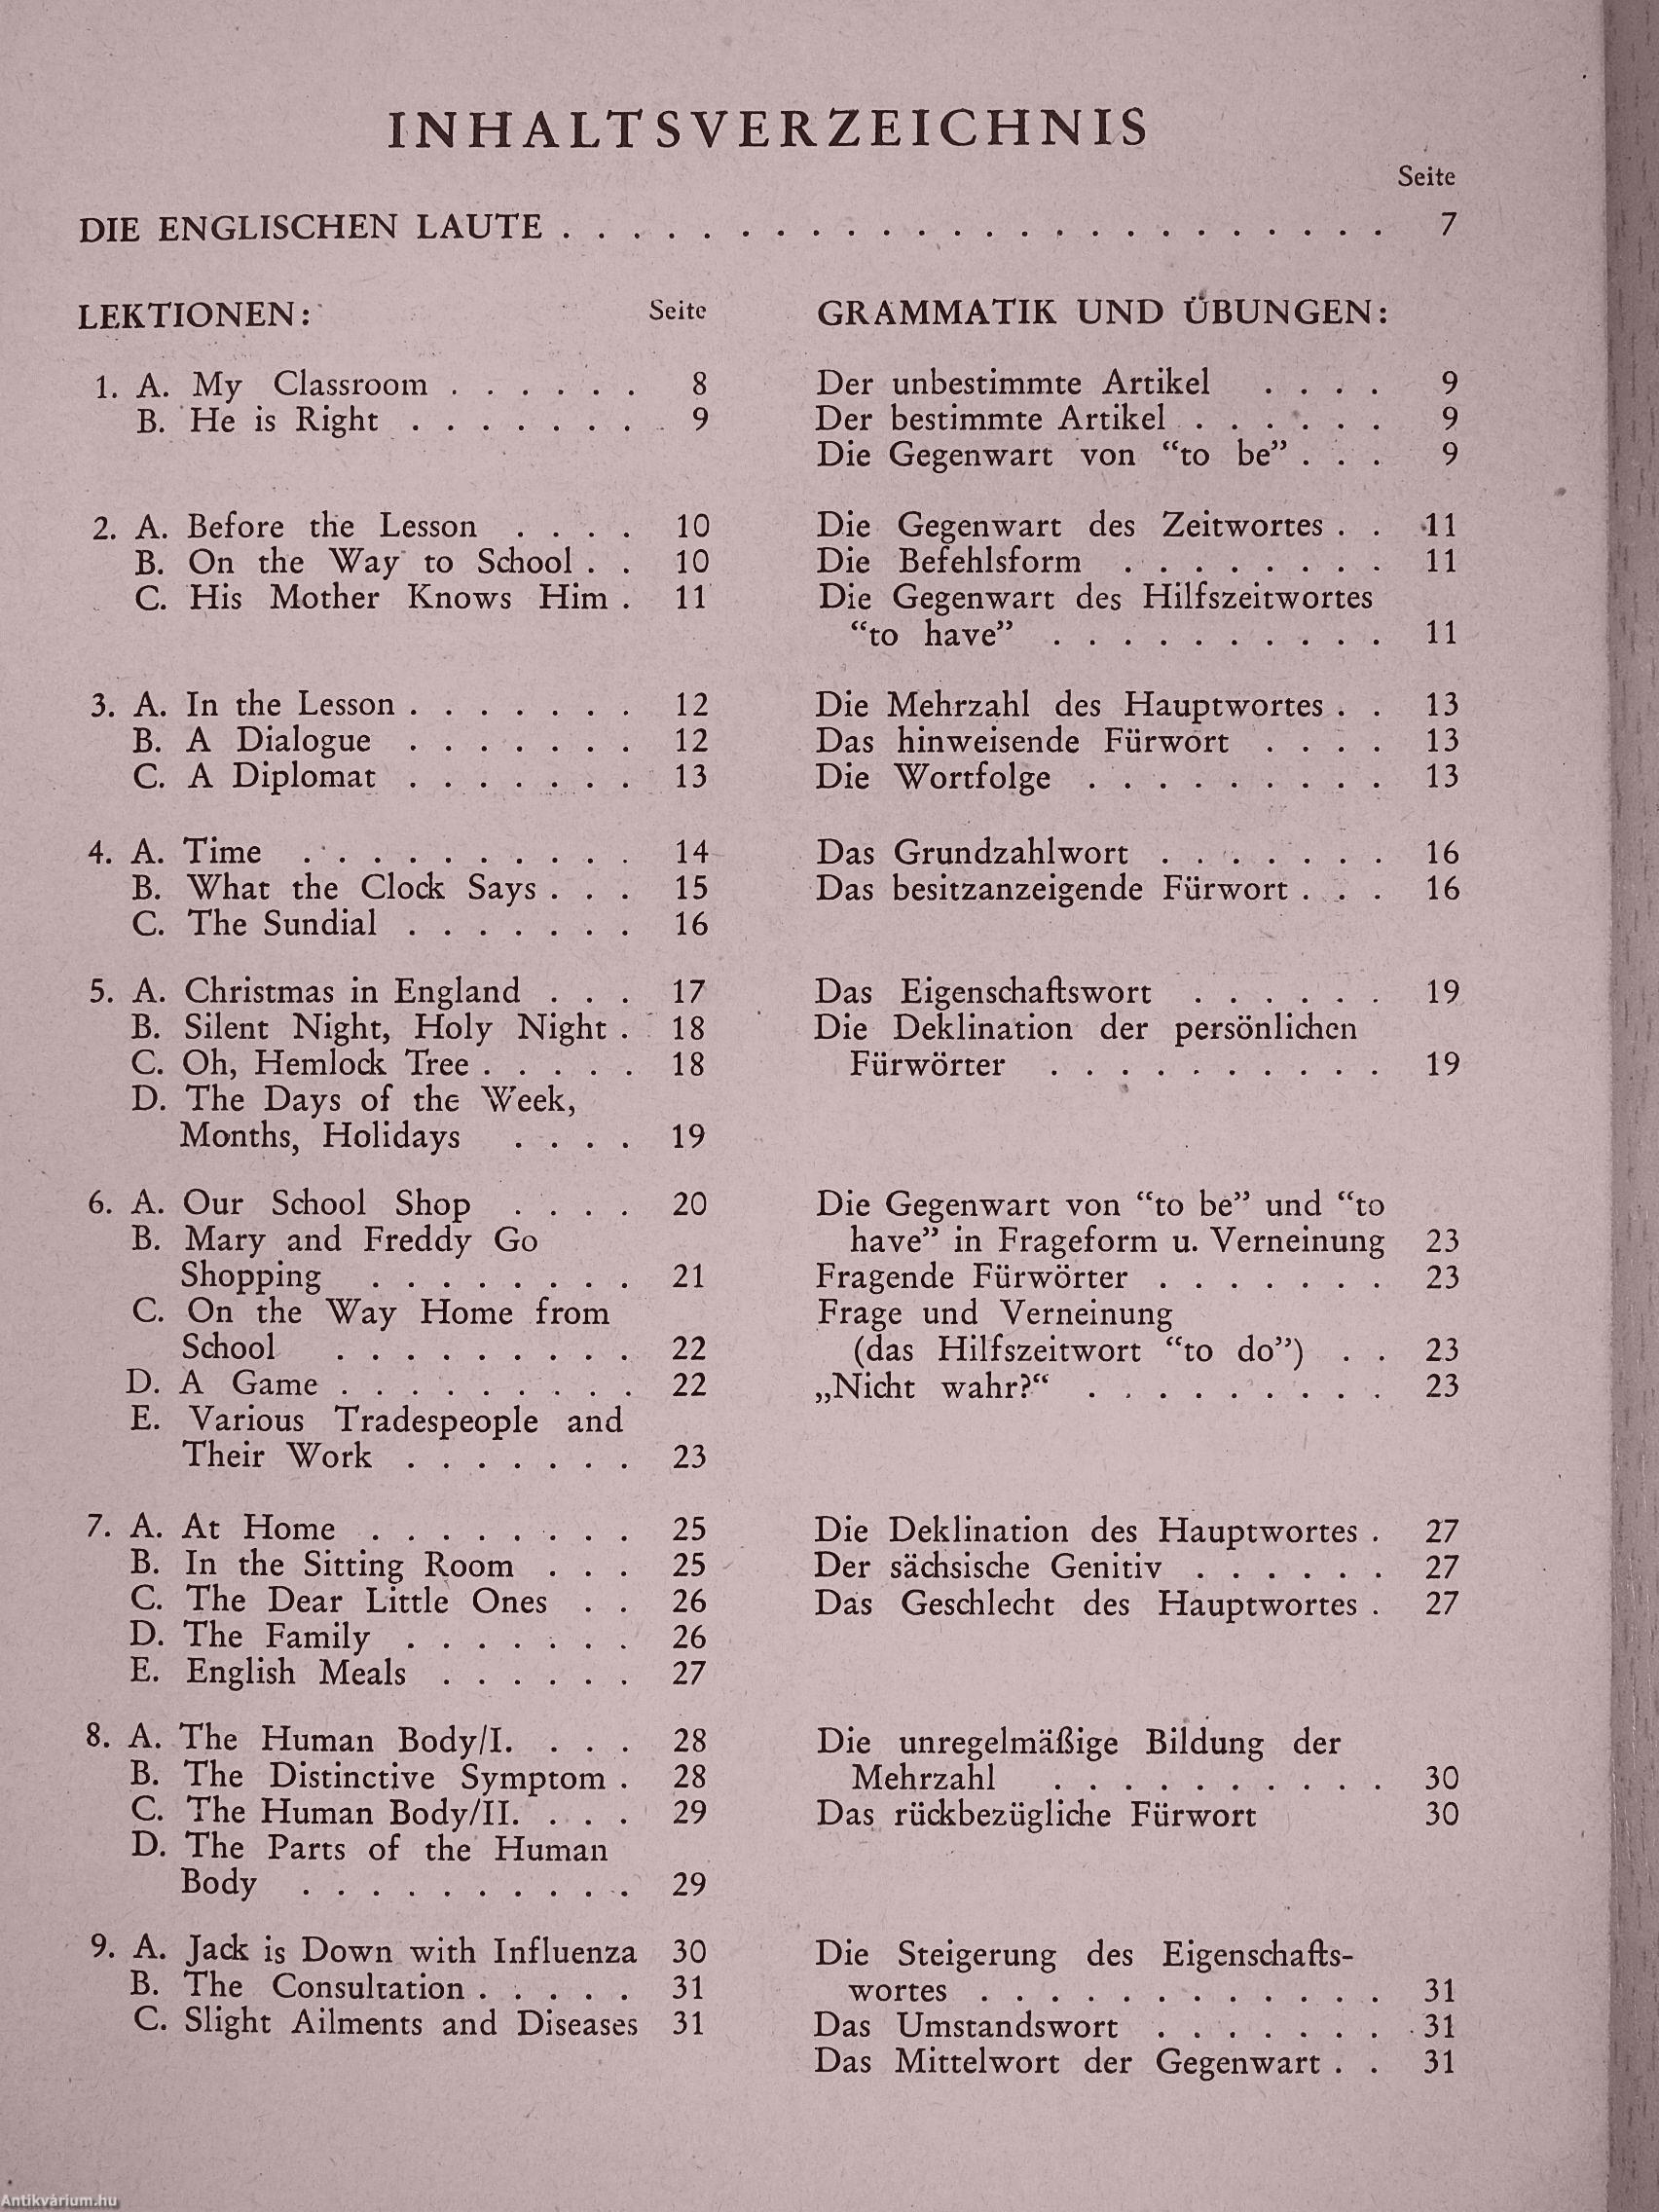 INHALTSVERZEICHNIS
Seite
DIE ENGLISCHEN LAUTE . . . . . . . . . . . . . . . . . . . . . . . . 7
LEKTIONEN: Seite
1. A. My Classroom . . . . . . 8
B. He is Right . . . . . . . . 9
2. A. Before the Lesson . . . . 10
B. On the Way to School . . 10
C. His Mother Knows Him . 11
3. A. In the Lesson . . . . . . . 12
B. A Dialogue . . . . . . . 12
C. A Diplomat . . . . . . . 13
4. A. Time . . . . . . . . . . 14
B. What the Clock Says . . . 15
C. The Sundial . . . . . . . 16
5. A. Christmas in England . . . 17
B. Silent Night, Holy Night . 18
C. Oh, Hemlock Tree . . . . . 18
D. The Days of the Week,
Months, Holidays . . . . 19
6. A. Our School Shop . . . . 20
B. Mary and Freddy Go
Shopping . . . . . . . . 21
C. On the Way Home from
School . . . . . . . . . 22
D. A Game . . . . . . . . . 22
E. Various Tradespeople and
Their Work . . . . . . . 23
7. A. At Home . . . . . . . . 25
B. In the Sitting Room . . . 25
C. The Dear Little Ones . . 26
D. The Family . . . . . . . 26
E. English Meals . . . . . . 27
8. A. The Human Body/I. . . . 28
B. The Distinctive Symptom . 28
C. The Human Body/II. . . . 29
D. The Parts of the Human
Body . . . . . . . . . . 29
9. A. Jack is Down with Influenza 30
B. The Consultation . . . . . 31
C. Slight Ailments and Diseases 31
GRAMMATIK UND ÜBUNGEN:
Der unbestimmte Artikel . . . . 9
Der bestimmte Artikel . . . . . . 9
Die Gegenwart von “to be” . . . 9
Die Gegenwart des Zeitwortes . . 11
Die Befehlsform . . . . . . . . 11
Die Gegenwart des Hilfszeitwortes
“to have” . . . . . . . . . . 11
Die Mehrzahl des Hauptwortes . . 13
Das hinweisende Fürwort . . . . 13
Die Wortfolge . . . . . . . . . 13
Das Grundzahlwort . . . . . . . 16
Das besitzanzeigende Fürwort . . . 16
Das Eigenschaftswort . . . . . . 19
Die Deklination der persönlichen
Fürwörter . . . . . . . . . . 19
Die Gegenwart von “to be” und “to
have” in Frageform u. Verneinung 23
Fragende Fürwörter . . . . . . . 23
Frage und Verneinung
(das Hilfszeitwort “to do”) . . 23
„Nicht wahr?“ . . . . . . . . . 23
Die Deklination des Hauptwortes . 27
Der sächsische Genitiv . . . . . . 27
Das Geschlecht des Hauptwortes . 27
Die unregelmäßige Bildung der
Mehrzahl . . . . . . . . . . 30
Das rückbezügliche Fürwort 30
Die Steigerung des Eigenschafts-
wortes . . . . . . . . . . . . 31
Das Umstandswort . . . . . . . 31
Das Mittelwort der Gegenwart . . 31
Antikvárium.hu